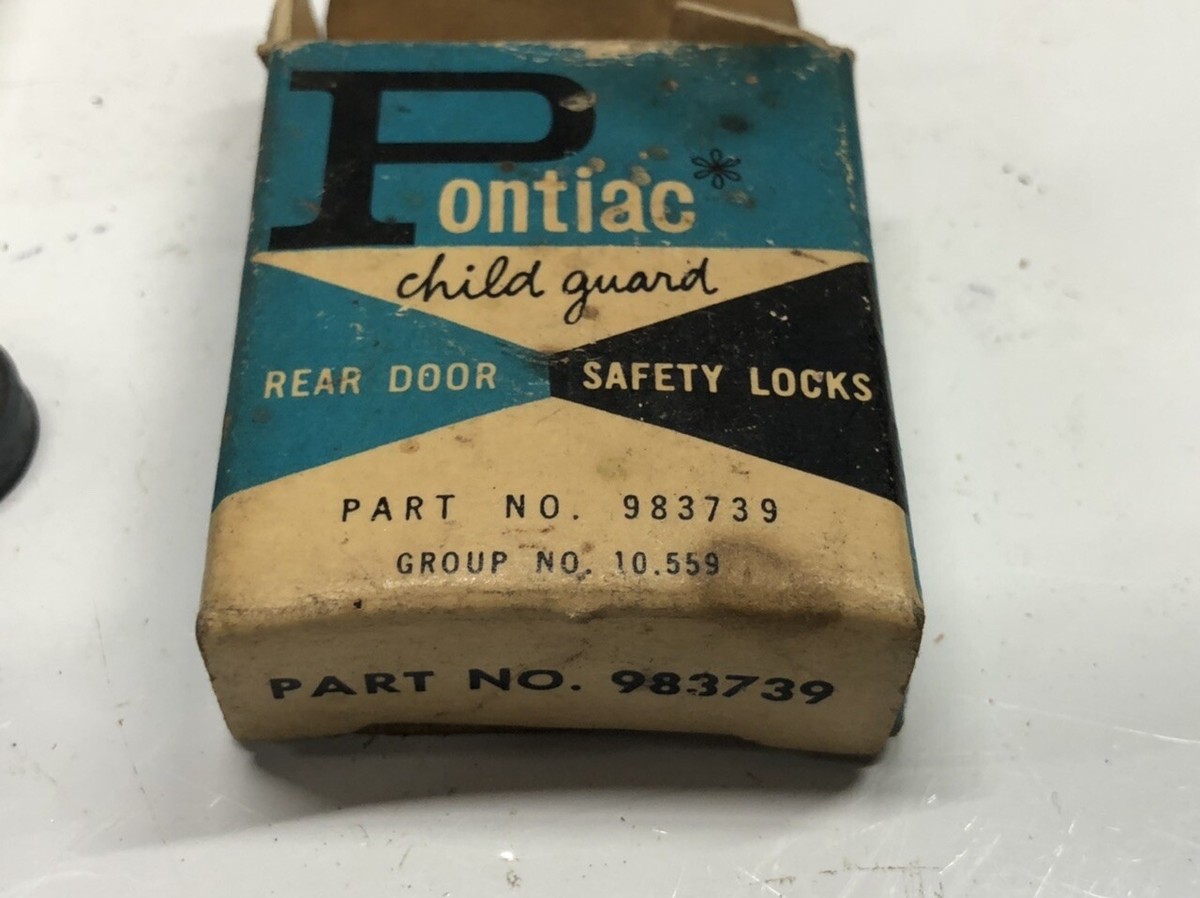 Pontiac*
child guard
REAR DOOR SAFETY LOCKS
PART NO. 983739
GROUP NO. 10.559
PART NO. 983739